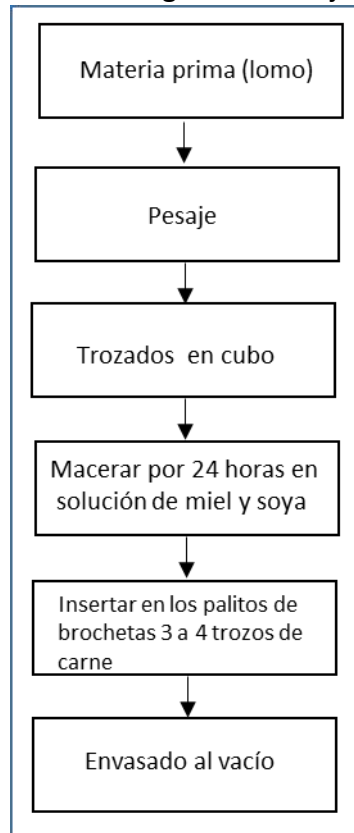 Materia prima (lomo)
Pesaje
Trozados en cubo
Macerar por 24 horas en
solución de miel y soya
Insertar en los palitos de
brochetas 3 a 4 trozos de
carne
Envasado al vacío